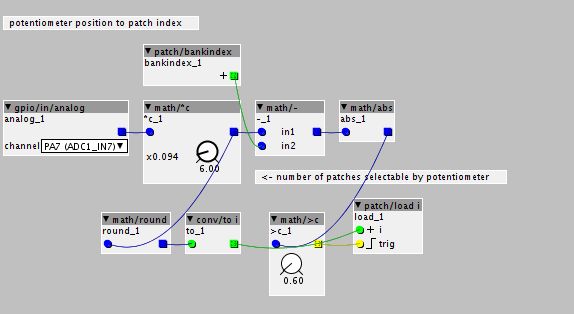 potentiometer position to patch index
patch/bankindex
bankindex_1
+
gpio/in/analog
analog_1
channel PA7 (ADC1_IN7)
math/*c
*c_1
x0.094
6.00
math/-
-_1
in1
in2
math/abs
abs_1
<- number of patches selectable by potentiometer
math/round
round_1
conv/to i
to_1
math/>c
>c_1
0.60
patch/load i
load_1
+ i
trig